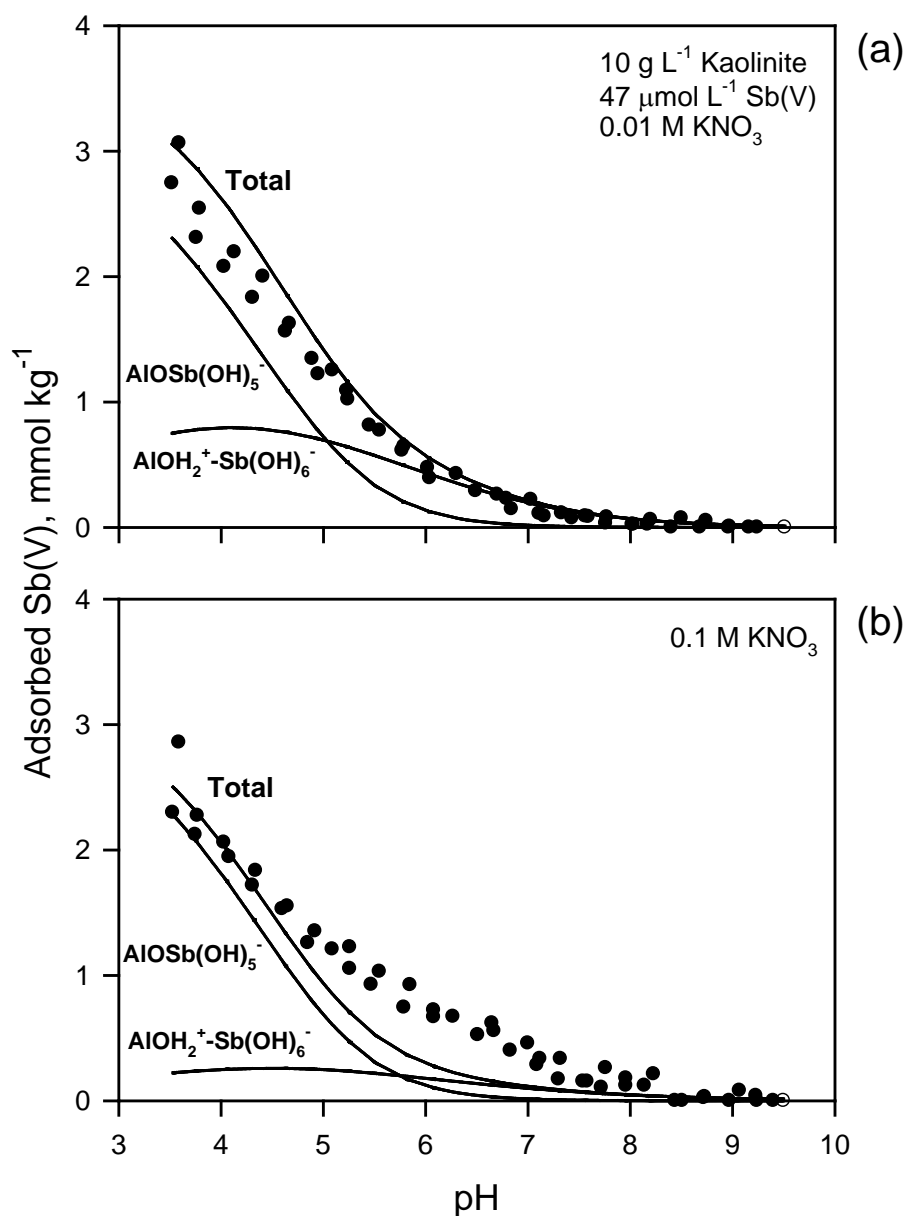 (a)
10 g L⁻¹ Kaolinite
47 μmol L⁻¹ Sb(V)
0.01 M KNO₃
Total
AlOSb(OH)₅⁻
AlOH₂⁺-Sb(OH)₆⁻
4
3
2
1
0
Adsorbed Sb(V), mmol kg⁻¹
(b)
0.1 M KNO₃
Total
AlOSb(OH)₅⁻
AlOH₂⁺-Sb(OH)₆⁻
4
3
2
1
0
3 4 5 6 7 8 9 10
pH